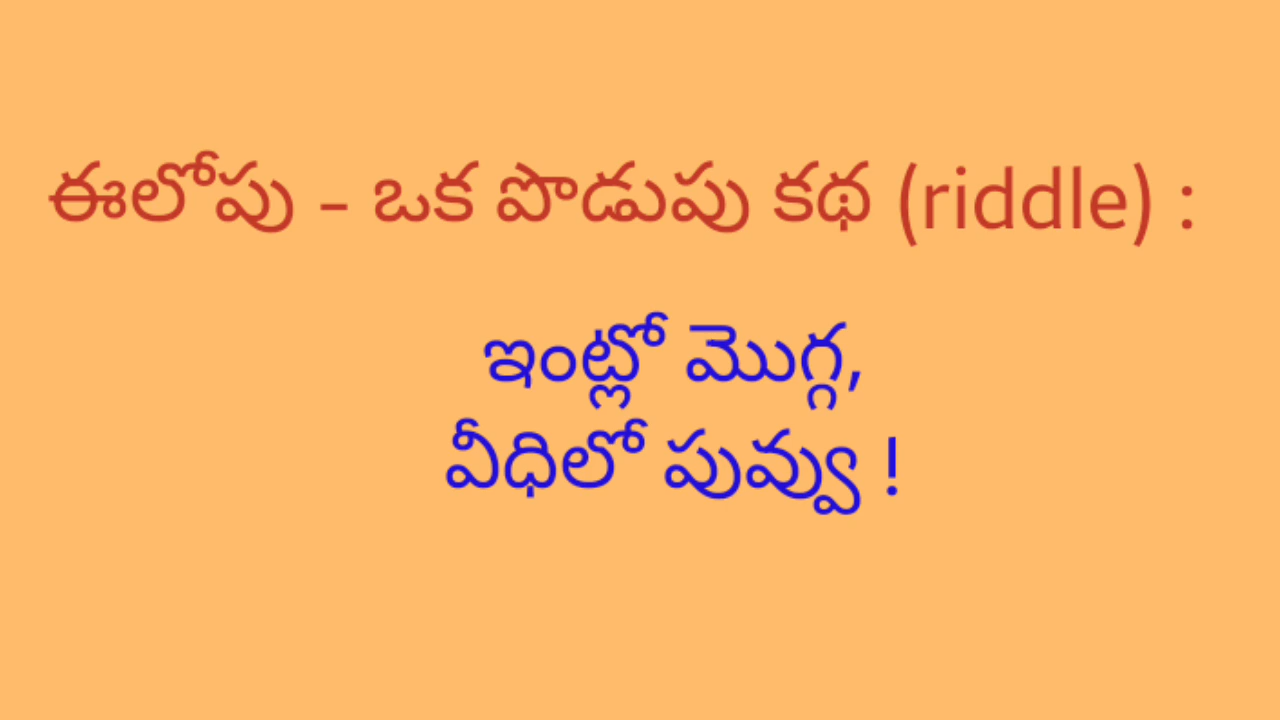 ఈలోపు – ఒక పొడుపు కథ (riddle) :
ఇంట్లో మొగ్గ,
వీధిలో పువ్వు !